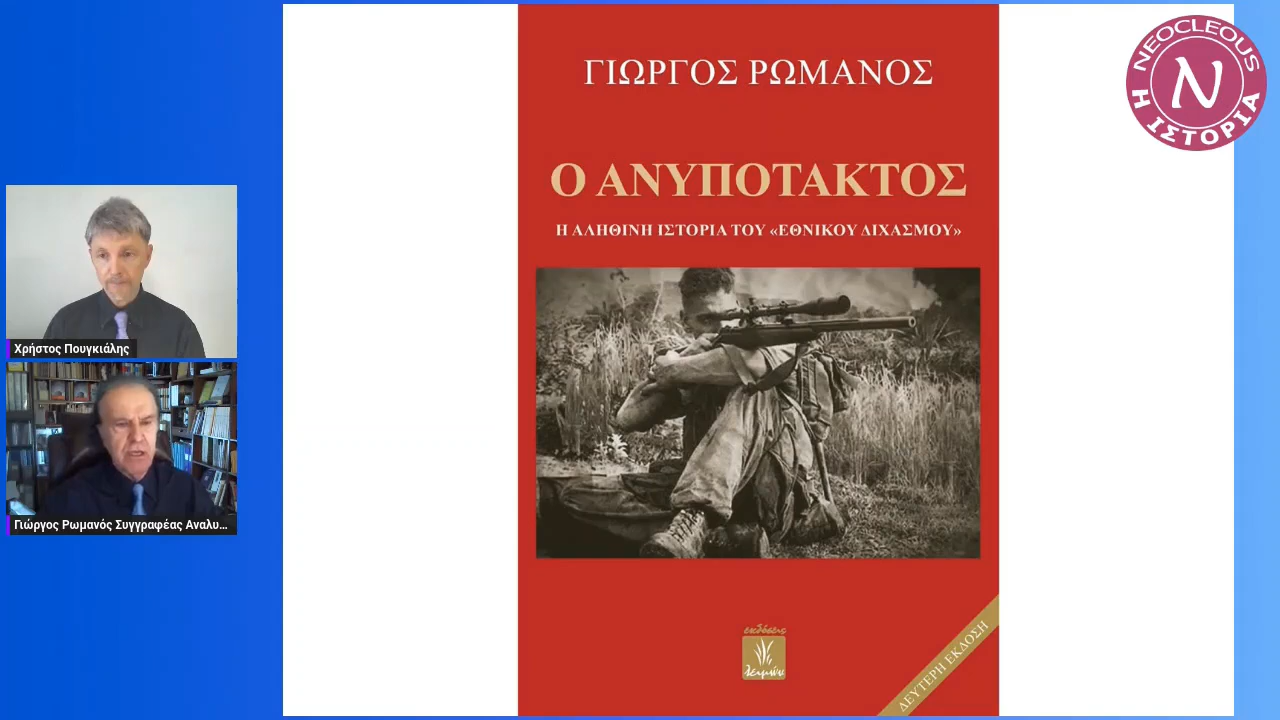 ΓΙΩΡΓΟΣ ΡΩΜΑΝΟΣ
Ο ΑΝΥΠΟΤΑΚΤΟΣ
Η ΑΛΗΘΙΝΗ ΙΣΤΟΡΙΑ ΤΟΥ «ΕΘΝΙΚΟΥ ΔΙΧΑΣΜΟΥ»
εκδόσεις
λειμών
ΔΕΥΤΕΡΗ ΕΚΔΟΣΗ
NEOCLEOUS
N
Η ΙΣΤΟΡΙΑ
Χρήστος Πουγκιάλης
Γιώργος Ρωμανός Συγγραφέας Αναλυ...